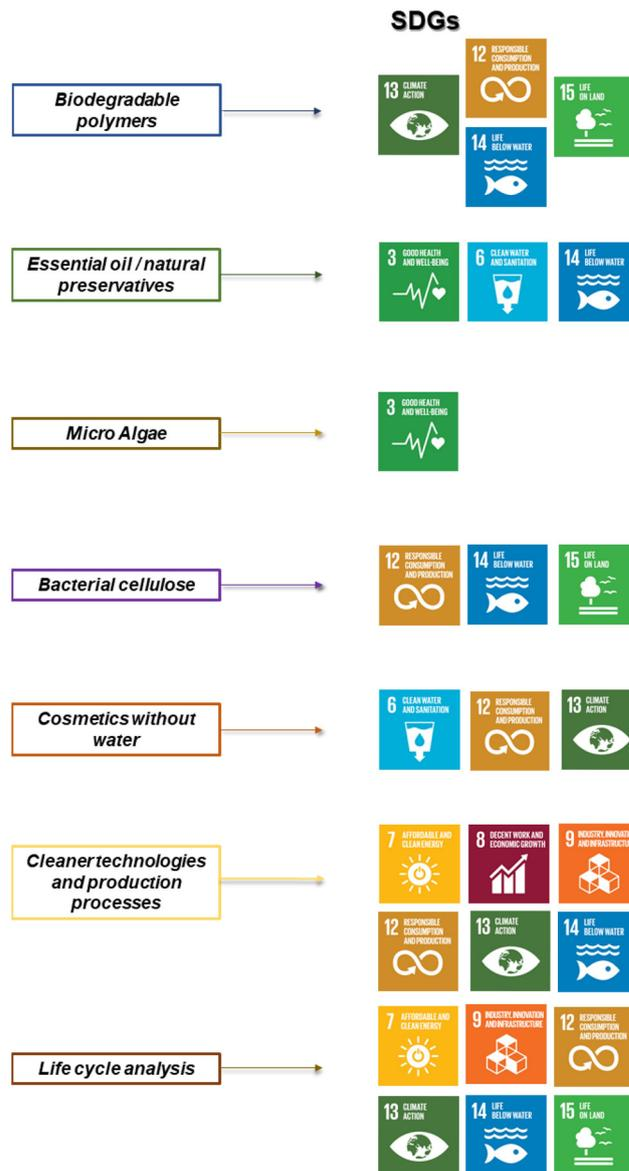 SDGs
Biodegradable
polymers
13 CLIMATE
ACTION
12 RESPONSIBLE
CONSUMPTION
AND PRODUCTION
14 LIFE
BELOW WATER
15 LIFE
ON LAND
Essential oil / natural
preservatives
3 GOOD HEALTH
AND WELL-BEING
6 CLEAN WATER
AND SANITATION
14 LIFE
BELOW WATER
Micro Algae
3 GOOD HEALTH
AND WELL-BEING
Bacterial cellulose
12 RESPONSIBLE
CONSUMPTION
AND PRODUCTION
14 LIFE
BELOW WATER
15 LIFE
ON LAND
Cosmetics without
water
6 CLEAN WATER
AND SANITATION
12 RESPONSIBLE
CONSUMPTION
AND PRODUCTION
13 CLIMATE
ACTION
Cleaner technologies
and production
processes
7 AFFORDABLE AND
CLEAN ENERGY
8 DECENT WORK AND
ECONOMIC GROWTH
9 INDUSTRY, INNOVATION
AND INFRASTRUCTURE
12 RESPONSIBLE
CONSUMPTION
AND PRODUCTION
13 CLIMATE
ACTION
14 LIFE
BELOW WATER
Life cycle analysis
7 AFFORDABLE AND
CLEAN ENERGY
9 INDUSTRY, INNOVATION
AND INFRASTRUCTURE
12 RESPONSIBLE
CONSUMPTION
AND PRODUCTION
13 CLIMATE
ACTION
14 LIFE
BELOW WATER
15 LIFE
ON LAND